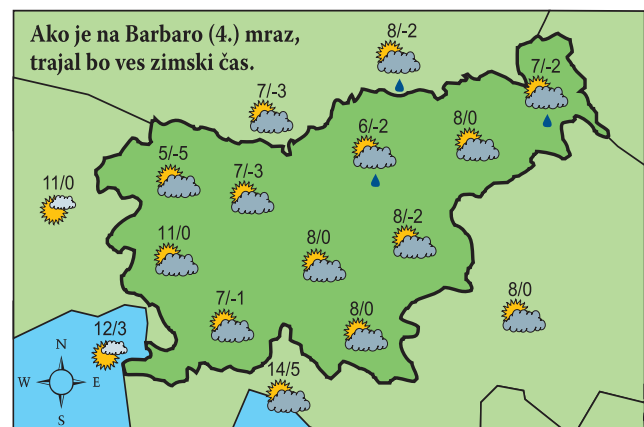 Ako je na Barbaro (4.) mraz,
trajal bo ves zimski čas.
8/-2
7/-2
7/-3
6/-2
8/0
5/-5
7/-3
11/0
8/-2
11/0
8/0
7/-1
8/0
8/0
12/3
14/5
N
W
E
S